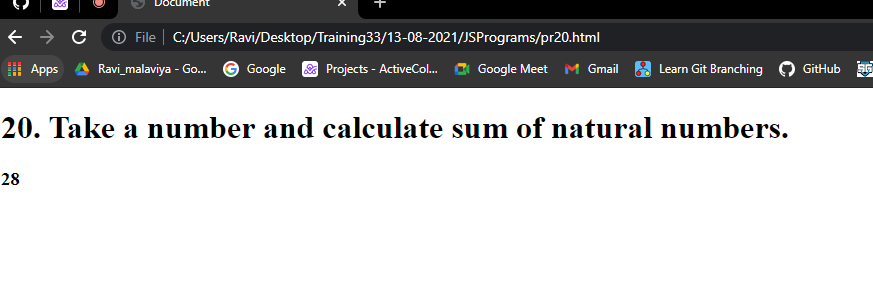 Document × +
File | C:/Users/Ravi/Desktop/Training33/13-08-2021/JSPrograms/pr20.html
Apps Ravi_malaviya - Go... Google Projects - ActiveCol... Google Meet Gmail Learn Git Branching GitHub SG
20. Take a number and calculate sum of natural numbers.
28